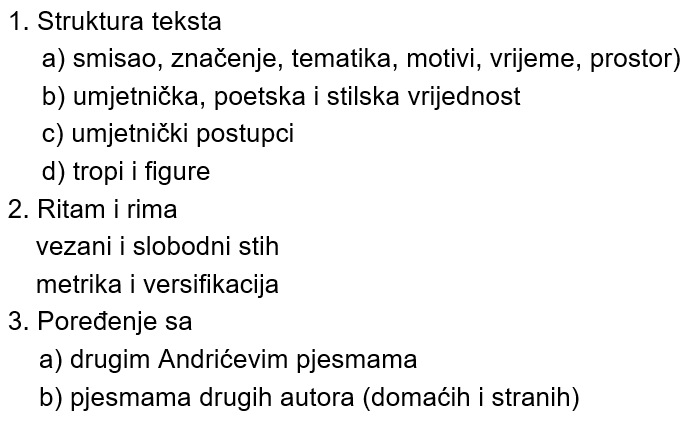 1. Struktura teksta
a) smisao, značenje, tematika, motivi, vrijeme, prostor)
b) umjetnička, poetska i stilska vrijednost
c) umjetnički postupci
d) tropi i figure
2. Ritam i rima
vezani i slobodni stih
metrika i versifikacija
3. Poređenje sa
a) drugim Andrićevim pjesmama
b) pjesmama drugih autora (domaćih i stranih)